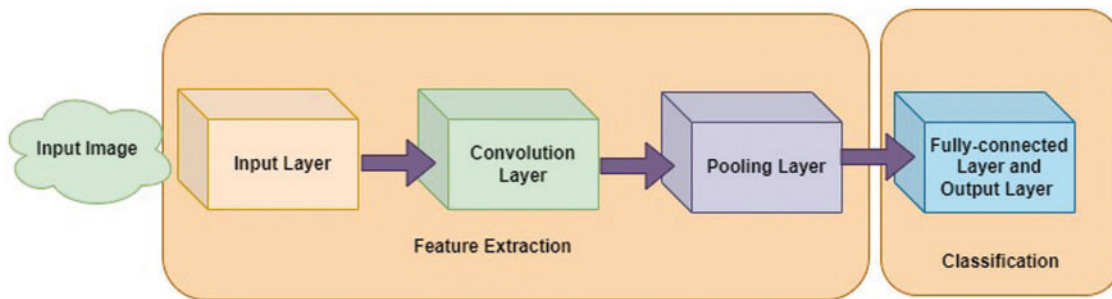 Input Image
Input Layer
Convolution
Layer
Pooling Layer
Fully-connected
Layer and
Output Layer
Feature Extraction
Classification